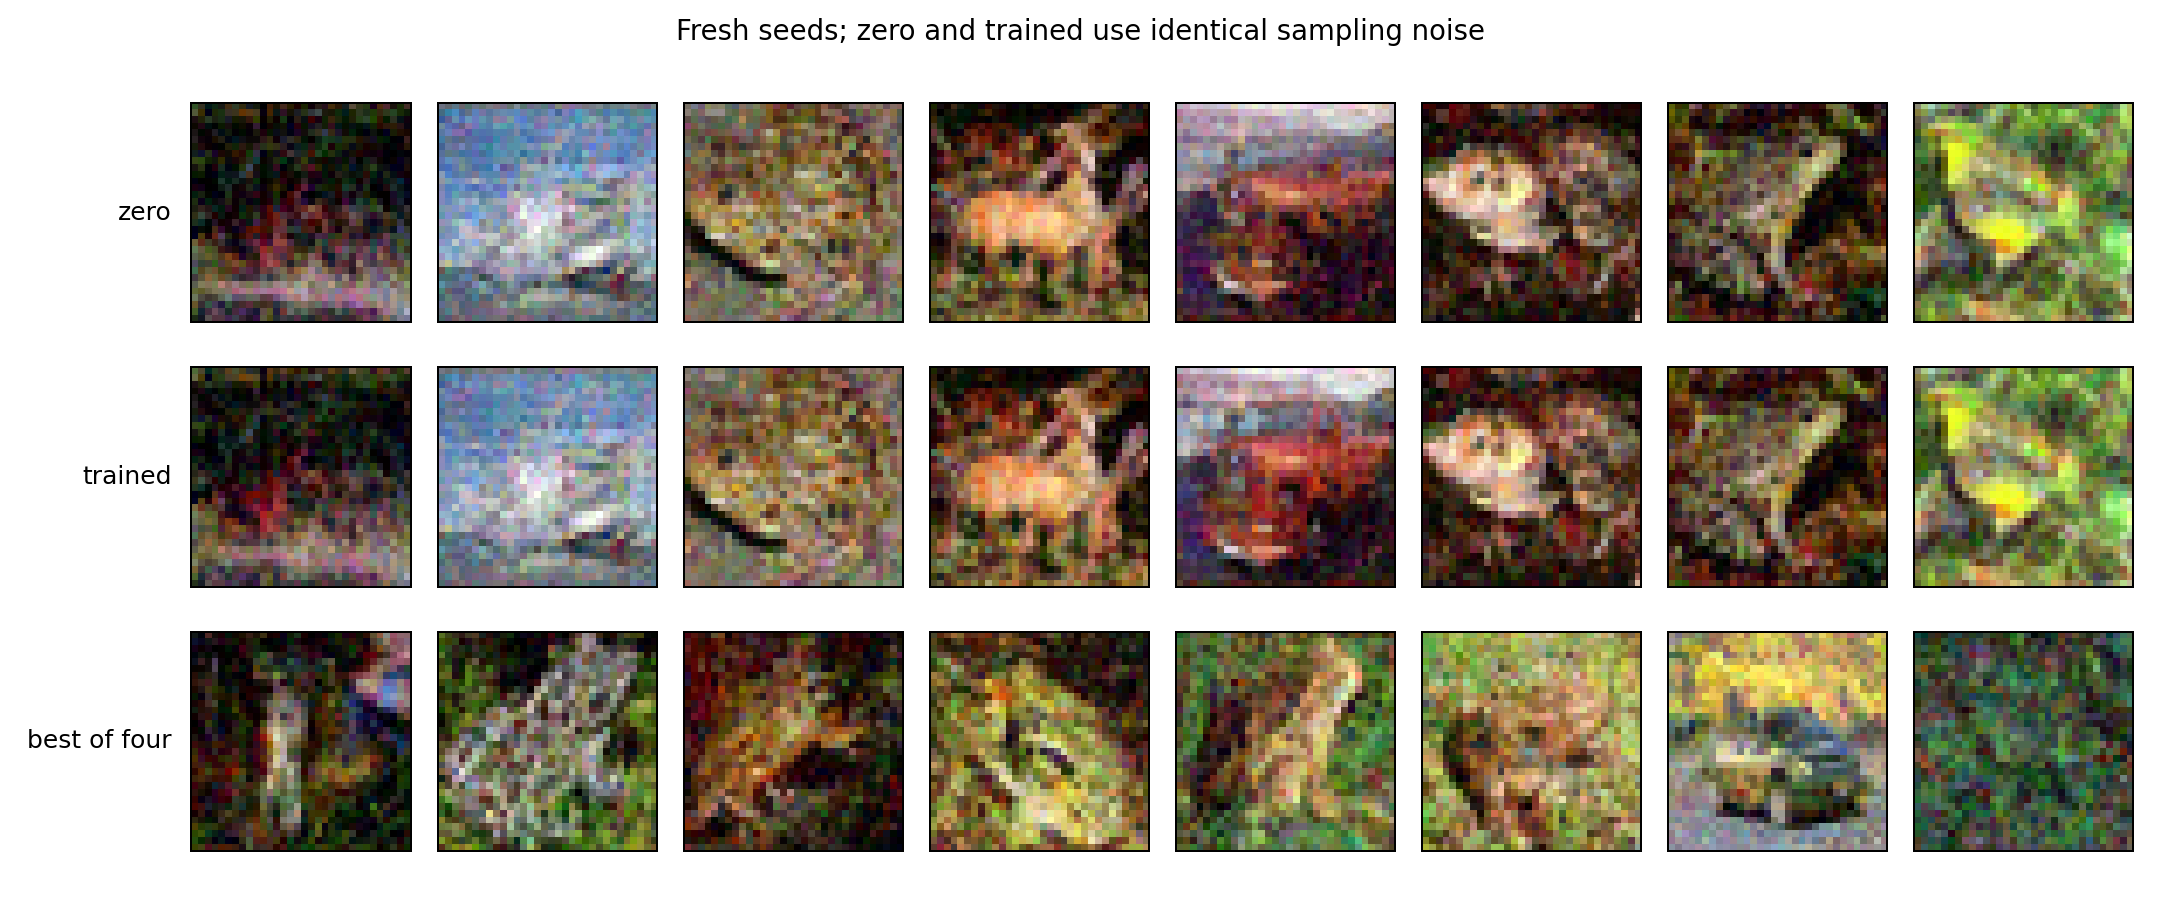 Fresh seeds; zero and trained use identical sampling noise
zero
trained
best of four